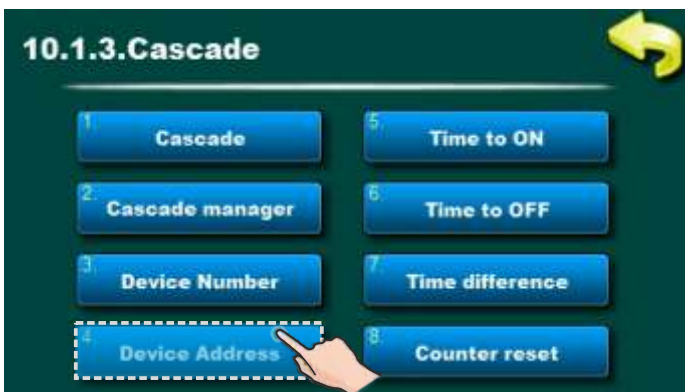 10.1.3.Cascade
1. Cascade
2. Cascade manager
3. Device Number
4. Device Address
5. Time to ON
6. Time to OFF
7. Time difference
8. Counter reset